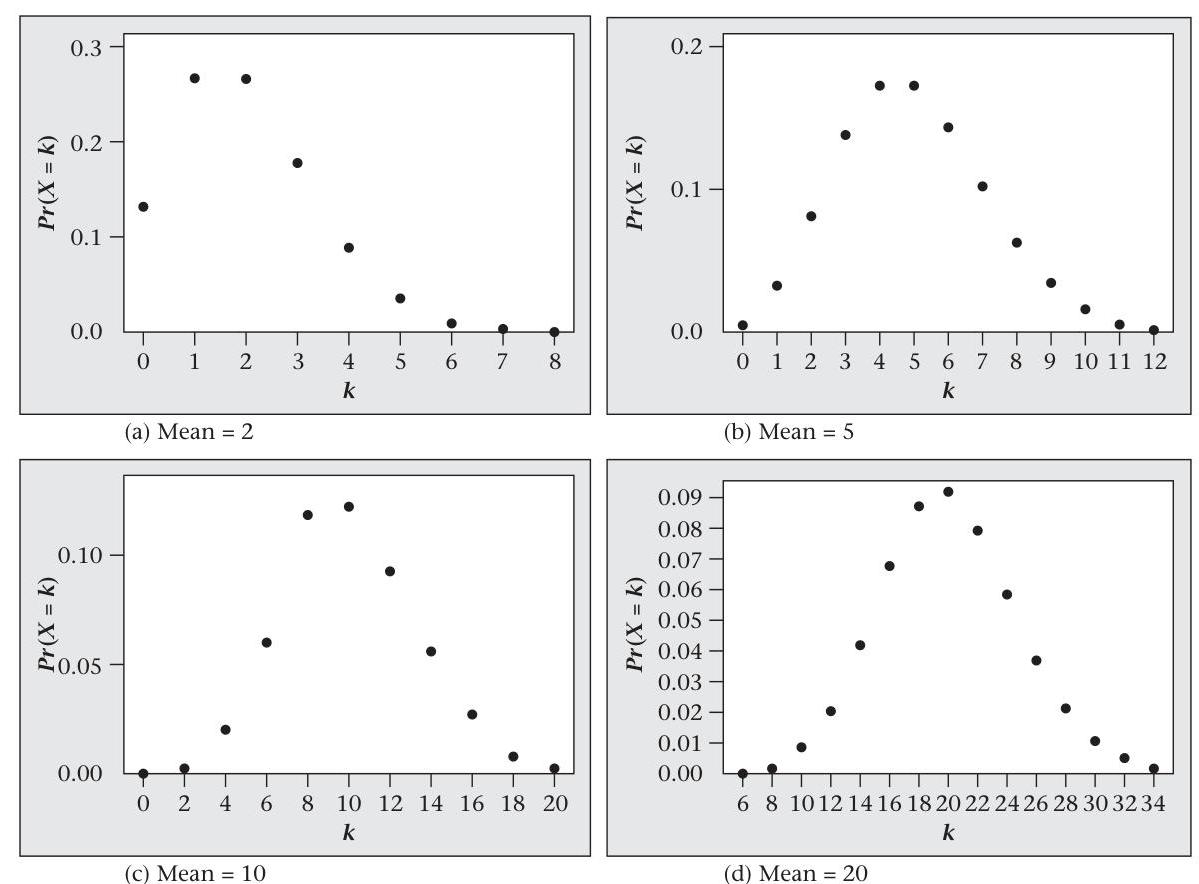 0.3
0.2
0.1
0.0
Pr(X = k)
0 1 2 3 4 5 6 7 8
k
(a) Mean = 2
0.2
0.1
0.0
Pr(X = k)
0 1 2 3 4 5 6 7 8 9 10 11 12
k
(b) Mean = 5
0.10
0.05
0.00
Pr(X = k)
0 2 4 6 8 10 12 14 16 18 20
k
(c) Mean = 10
0.09
0.08
0.07
0.06
0.05
0.04
0.03
0.02
0.01
0.00
Pr(X = k)
6 8 10 12 14 16 18 20 22 24 26 28 30 32 34
k
(d) Mean = 20